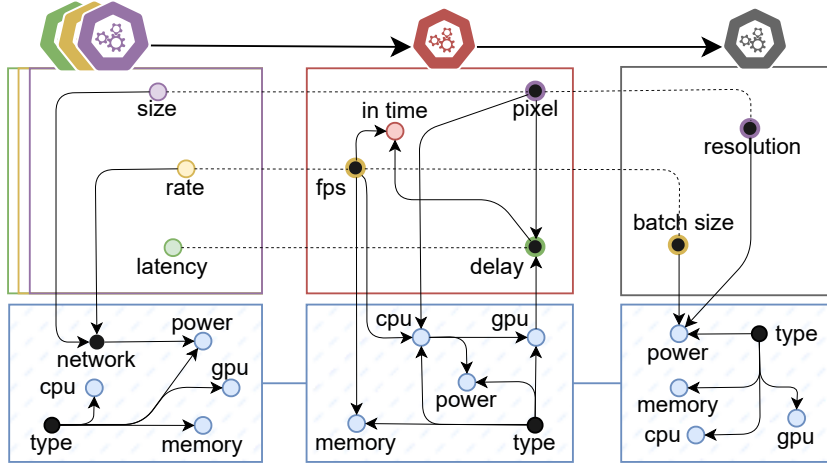 size
rate
latency
in time
pixel
fps
delay
resolution
batch size
power
network
cpu
gpu
type
memory
cpu
gpu
power
memory
type
power
type
memory
cpu
gpu